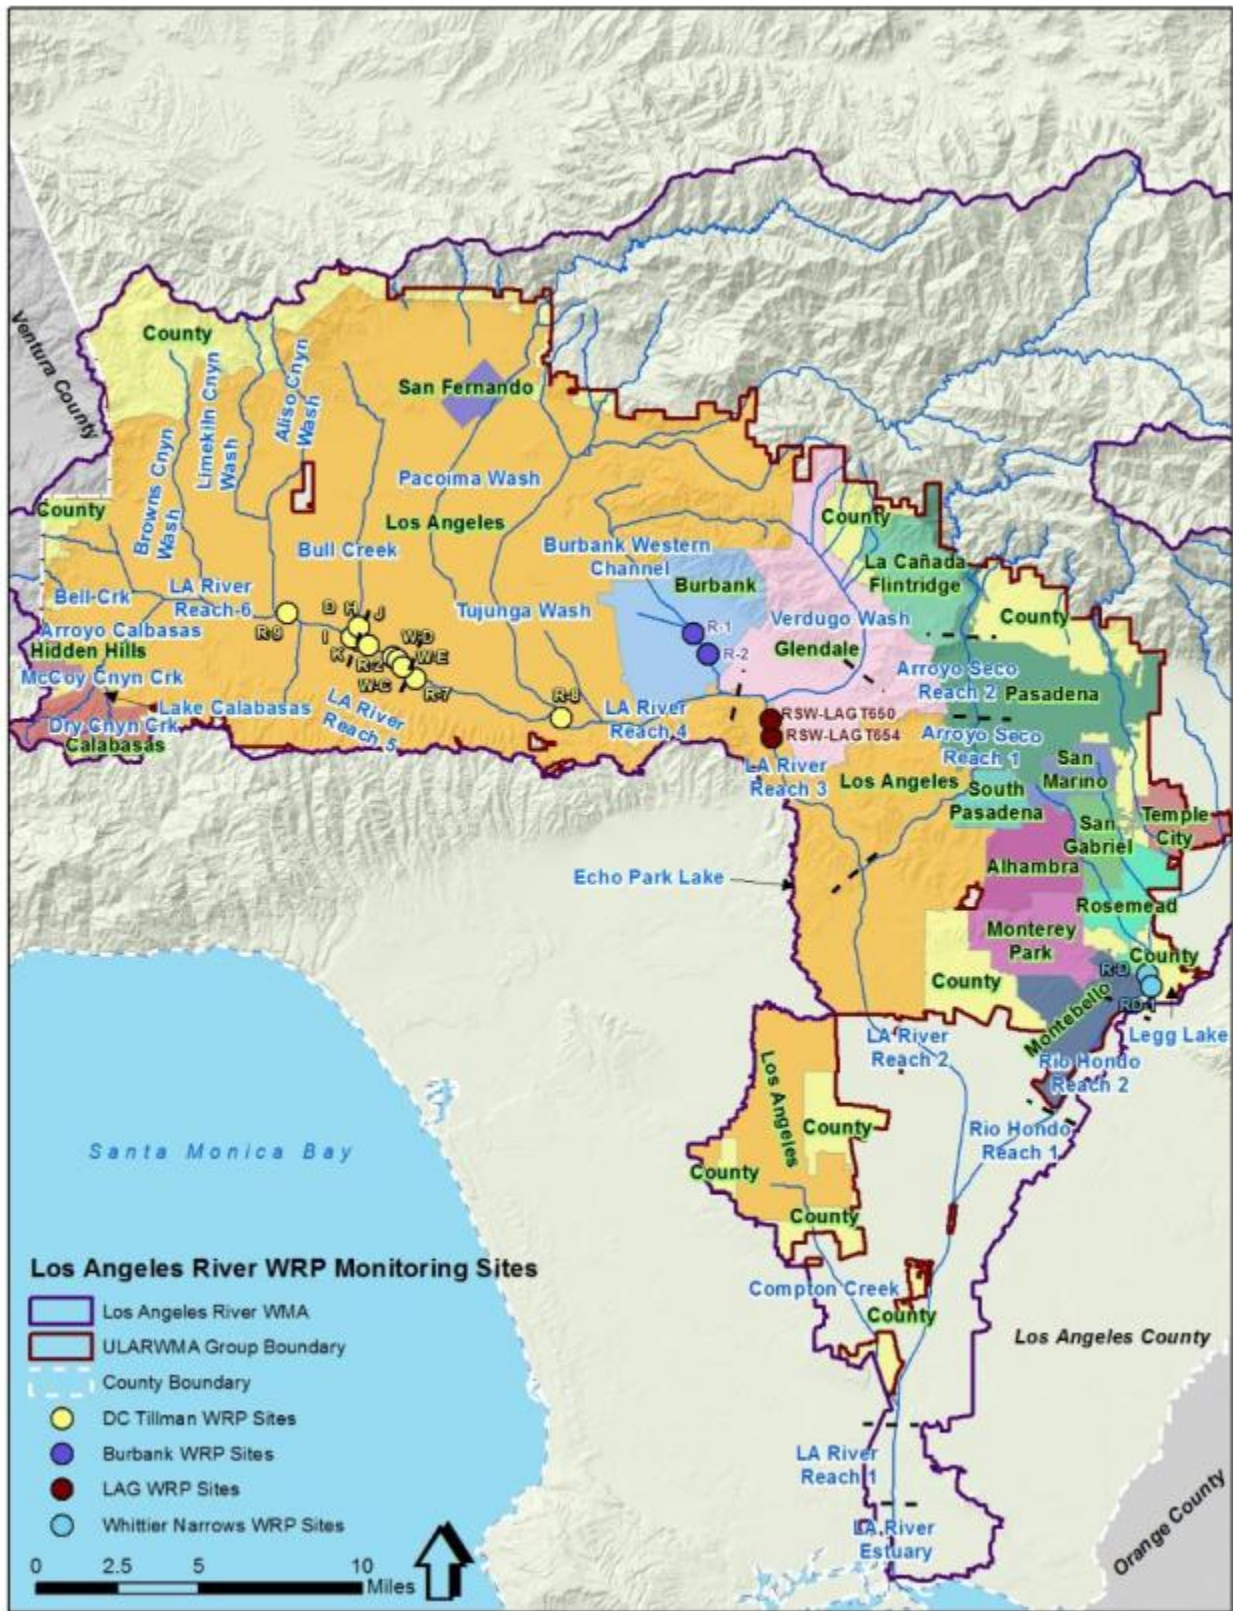 Ventura County
County
San Fernando
Browns Cnyn
Wash
Limekiln Cnyn
Wash
Aliso Cnyn
Wash
Pacoima Wash
Los Angeles
County
Bull Creek
Burbank Western
Channel
Burbank
County
La Cañada
Flintridge
County
Bell Crk
LA River
Reach 6
Tujunga Wash
Verdugo Wash
Glendale
Arroyo Calbasas
Hidden Hills
McCoy Cnyn Crk
Lake Calabasas
Dry Cnyn Crk
Calabasas
R-9
D
H
J
I
K
R-2
W-D
W-E
W-C
R-7
R-8
R-1
R-2
LA River
Reach 5
LA River
Reach 4
RSW-LAGT650
RSW-LAGT654
Arroyo Seco
Reach 2
Pasadena
Arroyo Seco
Reach 1
LA River
Reach 3
Los Angeles
San
Marino
South
Pasadena
San
Gabriel
Temple
City
Alhambra
Echo Park Lake
Rosemead
Monterey
Park
County
County
R-D
RD-1
Montebello
Legg Lake
LA River
Reach 2
Rio Hondo
Reach 2
Los Angeles
County
Rio Hondo
Reach 1
Santa Monica Bay
County
County
Compton Creek
County
Los Angeles County
LA River
Reach 1
LA River
Estuary
Orange County
Los Angeles River WRP Monitoring Sites
Los Angeles River WMA
ULARWMA Group Boundary
County Boundary
DC Tillman WRP Sites
Burbank WRP Sites
LAG WRP Sites
Whittier Narrows WRP Sites
0 2.5 5 10
Miles